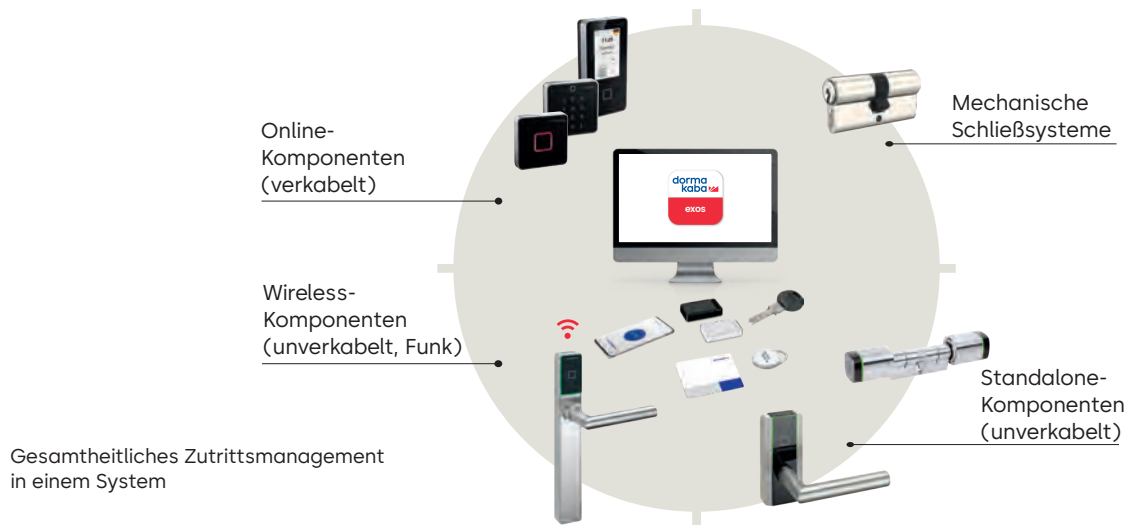 Online-
Komponenten
(verkabelt)
Mechanische
Schließsysteme
dorma
kaba
exos
Wireless-
Komponenten
(unverkabelt, Funk)
Standalone-
Komponenten
(unverkabelt)
Gesamtheitliches Zutrittsmanagement
in einem System